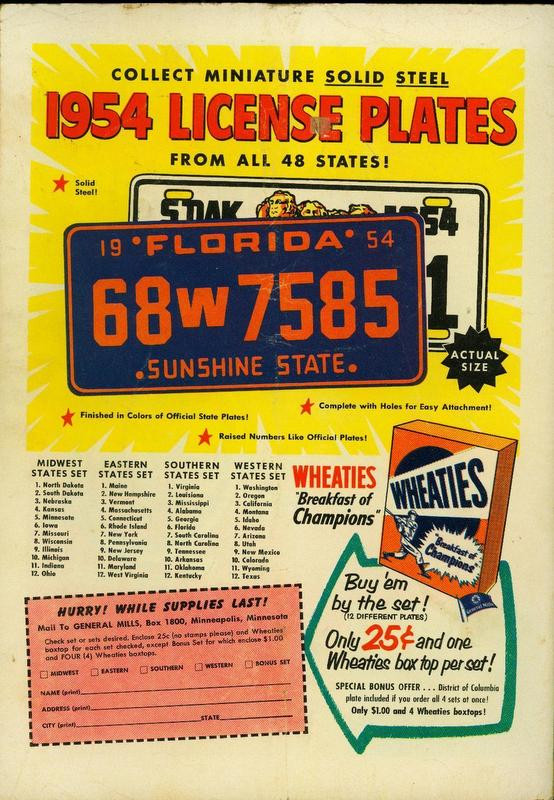 COLLECT MINIATURE SOLID STEEL
1954 LICENSE PLATES
FROM ALL 48 STATES!
Solid
Steel!
S·DAK 1954
1
19 • FLORIDA • 54
68W7585
• SUNSHINE STATE •
ACTUAL
SIZE
Complete with Holes for Easy Attachment!
Finished in Colors of Official State Plates!
Raised Numbers Like Official Plates!
MIDWEST
STATES SET
1. North Dakota
2. South Dakota
3. Nebraska
4. Kansas
5. Minnesota
6. Iowa
7. Missouri
8. Wisconsin
9. Illinois
10. Michigan
11. Indiana
12. Ohio
EASTERN
STATES SET
1. Maine
2. New Hampshire
3. Vermont
4. Massachusetts
5. Connecticut
6. Rhode Island
7. New York
8. Pennsylvania
9. New Jersey
10. Delaware
11. Maryland
12. West Virginia
SOUTHERN
STATES SET
1. Virginia
2. Louisiana
3. Mississippi
4. Alabama
5. Georgia
6. Florida
7. South Carolina
8. North Carolina
9. Tennessee
10. Arkansas
11. Oklahoma
12. Kentucky
WESTERN
STATES SET
1. Washington
2. Oregon
3. California
4. Montana
5. Idaho
6. Nevada
7. Arizona
8. Utah
9. New Mexico
10. Colorado
11. Wyoming
12. Texas
WHEATIES
"Breakfast of
Champions"
WHEATIES
"Breakfast of
Champions"
General Mills
HURRY! WHILE SUPPLIES LAST!
Mail To GENERAL MILLS, Box 1800, Minneapolis, Minnesota
Check set or sets desired. Enclose 25c (no stamps please) and Wheaties
boxtop for each set checked, except Bonus Set for which enclose $1.00
and FOUR (4) Wheaties boxtops.
MIDWEST EASTERN SOUTHERN WESTERN BONUS SET
NAME (print)
ADDRESS (print)
CITY (print) STATE
Buy 'em
by the set!
(12 DIFFERENT PLATES)
Only 25¢ and one
Wheaties box top per set!
SPECIAL BONUS OFFER . . . District of Columbia
plate included if you order all 4 sets at once!
Only $1.00 and 4 Wheaties boxtops!